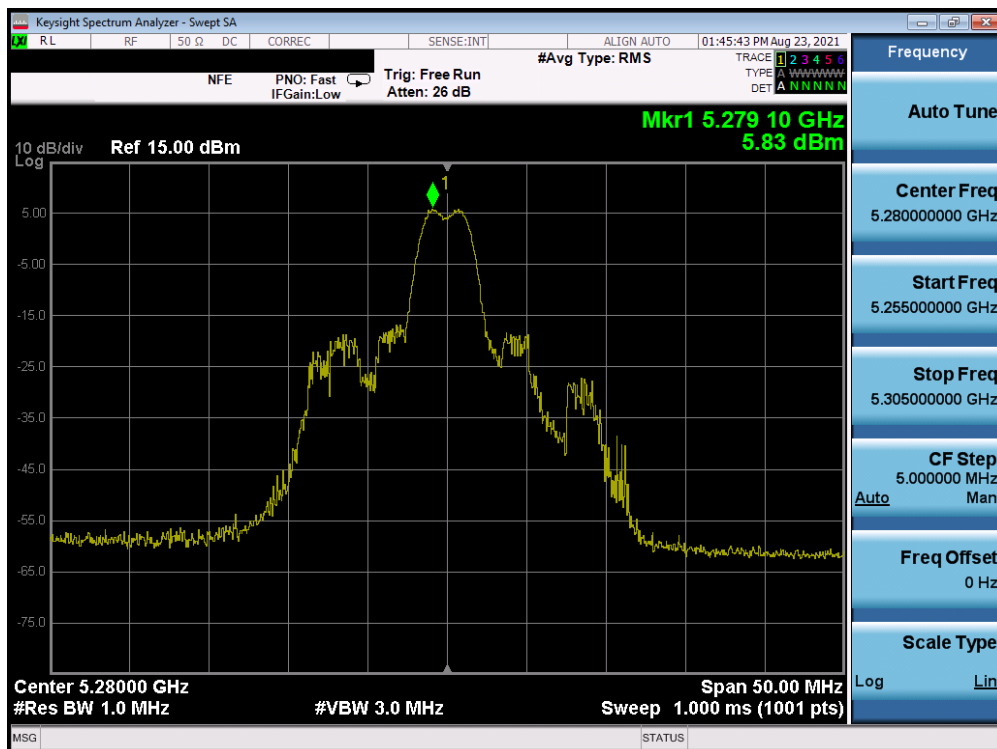 Keysight Spectrum Analyzer - Swept SA
LXI RL RF 50 Ω DC CORREC SENSE:INT ALIGN AUTO 01:45:43 PM Aug 23, 2021
NFE
PNO: Fast
IFGain:Low
Trig: Free Run
Atten: 26 dB
#Avg Type: RMS
TRACE 1 2 3 4 5 6
TYPE A WWWWW
DET A N N N N N
Mkr1 5.279 10 GHz
5.83 dBm
10 dB/div Ref 15.00 dBm
Log
1
5.00
-5.00
-15.0
-25.0
-35.0
-45.0
-55.0
-65.0
-75.0
Center 5.28000 GHz Span 50.00 MHz
#Res BW 1.0 MHz #VBW 3.0 MHz Sweep 1.000 ms (1001 pts)
MSG STATUS
Frequency
Auto Tune
Center Freq
5.280000000 GHz
Start Freq
5.255000000 GHz
Stop Freq
5.305000000 GHz
CF Step
5.000000 MHz
Auto Man
Freq Offset
0 Hz
Scale Type
Log Lin